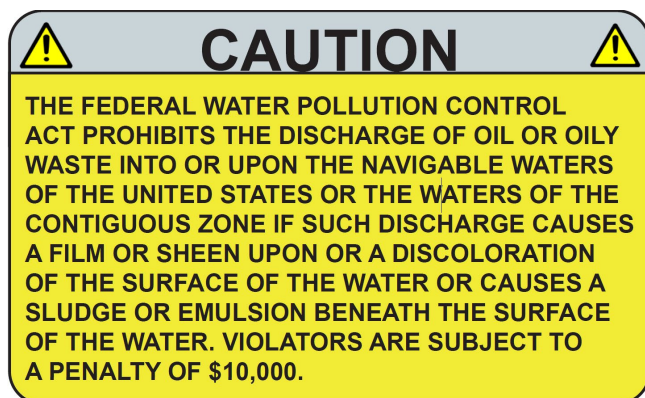 CAUTION
THE FEDERAL WATER POLLUTION CONTROL
ACT PROHIBITS THE DISCHARGE OF OIL OR OILY
WASTE INTO OR UPON THE NAVIGABLE WATERS
OF THE UNITED STATES OR THE WATERS OF THE
CONTIGUOUS ZONE IF SUCH DISCHARGE CAUSES
A FILM OR SHEEN UPON OR A DISCOLORATION
OF THE SURFACE OF THE WATER OR CAUSES A
SLUDGE OR EMULSION BENEATH THE SURFACE
OF THE WATER. VIOLATORS ARE SUBJECT TO
A PENALTY OF $10,000.